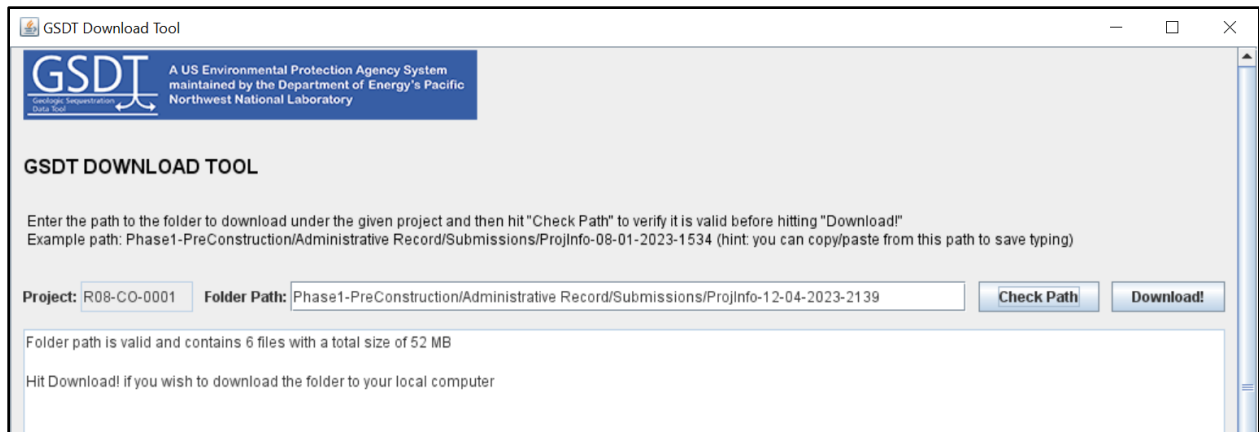 GSDT Download Tool
GSDT
Geologic Sequestration
Data Tool
A US Environmental Protection Agency System
maintained by the Department of Energy's Pacific
Northwest National Laboratory
GSDT DOWNLOAD TOOL
Enter the path to the folder to download under the given project and then hit "Check Path" to verify it is valid before hitting "Download!"
Example path: Phase1-PreConstruction/Administrative Record/Submissions/ProjInfo-08-01-2023-1534 (hint: you can copy/paste from this path to save typing)
Project: R08-CO-0001 Folder Path: Phase1-PreConstruction/Administrative Record/Submissions/ProjInfo-12-04-2023-2139 Check Path Download!
Folder path is valid and contains 6 files with a total size of 52 MB
Hit Download! if you wish to download the folder to your local computer